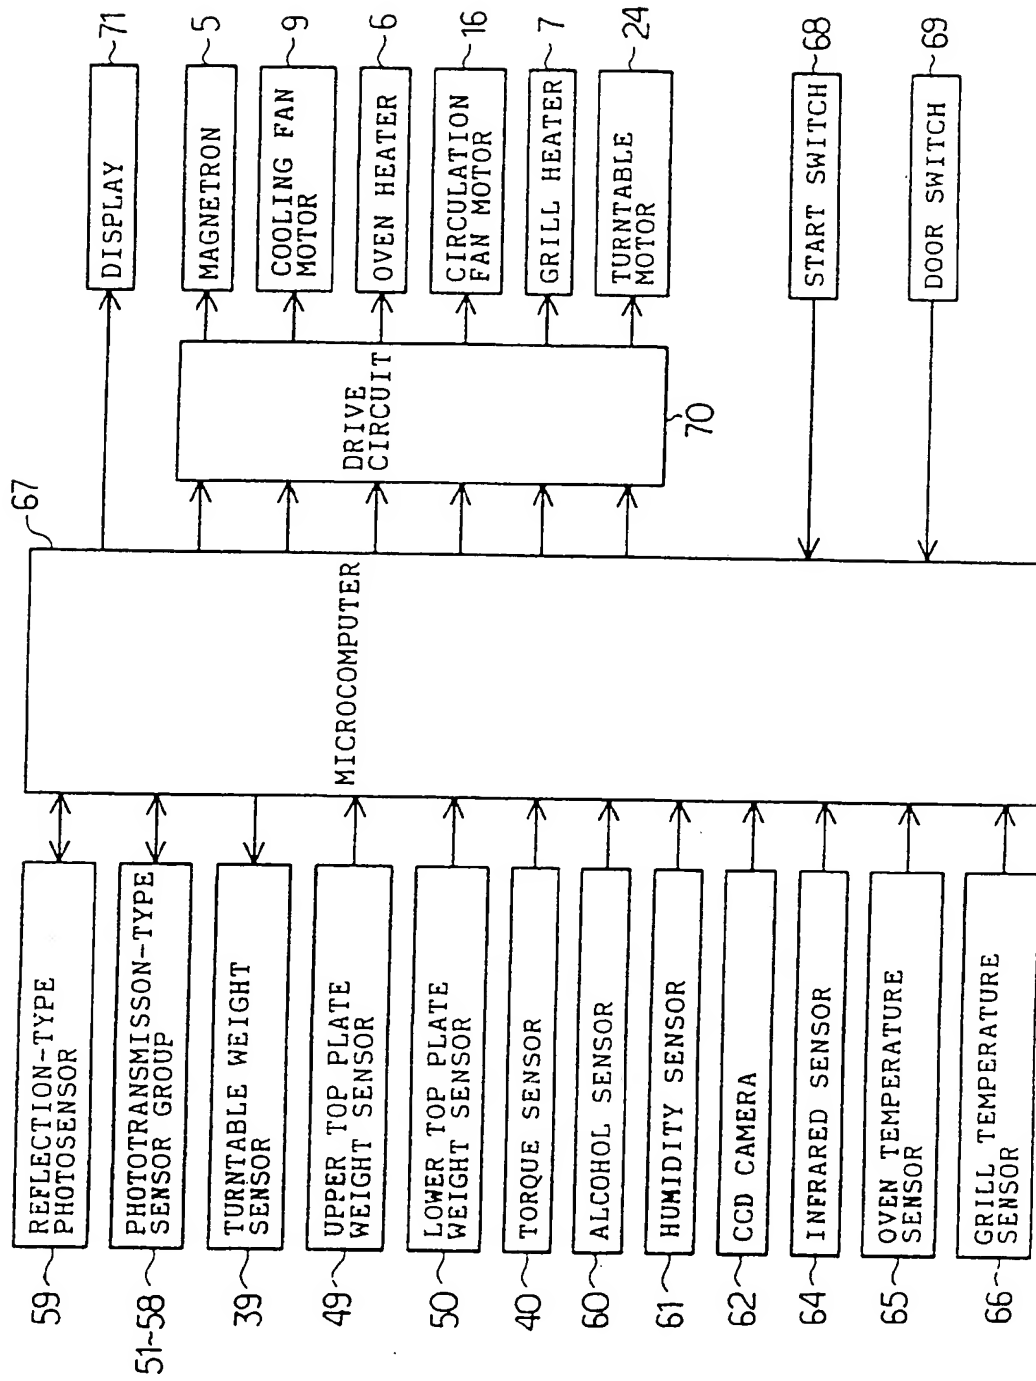 59
REFLECTION-TYPE
PHOTOSENSOR
51~58
PHOTOTRANSMISSON-TYPE
SENSOR GROUP
39
TURNTABLE WEIGHT
SENSOR
49
UPPER TOP PLATE
WEIGHT SENSOR
50
LOWER TOP PLATE
WEIGHT SENSOR
40
TORQUE SENSOR
60
ALCOHOL SENSOR
61
HUMIDITY SENSOR
62
CCD CAMERA
64
INFRARED SENSOR
65
OVEN TEMPERATURE
SENSOR
66
GRILL TEMPERATURE
SENSOR
67
MICROCOMPUTER
DRIVE
CIRCUIT
70
DISPLAY
71
MAGNETRON
5
COOLING FAN
MOTOR
9
OVEN HEATER
6
CIRCULATION
FAN MOTOR
16
GRILL HEATER
7
TURNTABLE
MOTOR
24
START SWITCH
68
DOOR SWITCH
69